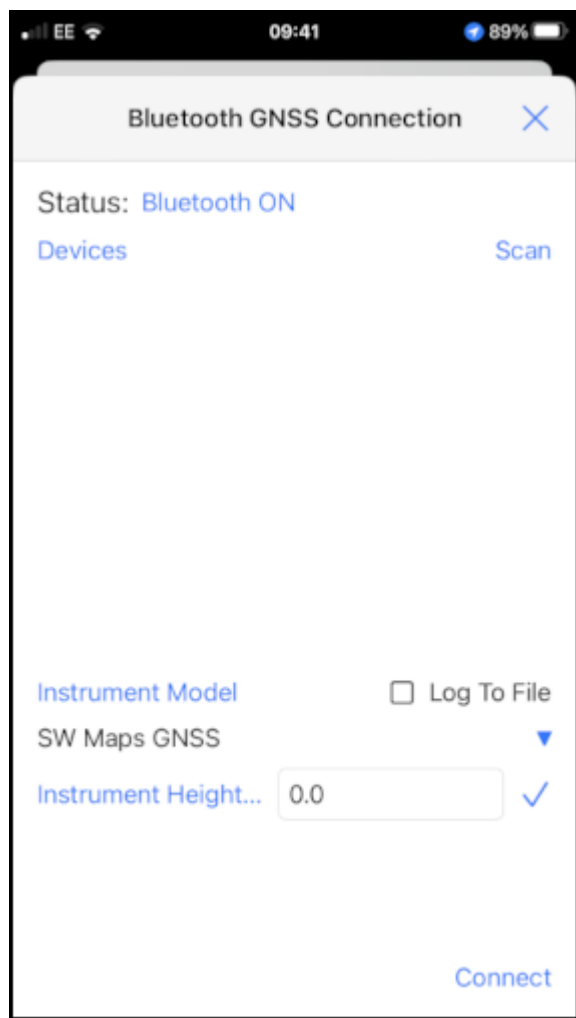 EE 09:41 89%
Bluetooth GNSS Connection
Status: Bluetooth ON
Devices Scan
Instrument Model Log To File
SW Maps GNSS
Instrument Height... 0.0
Connect